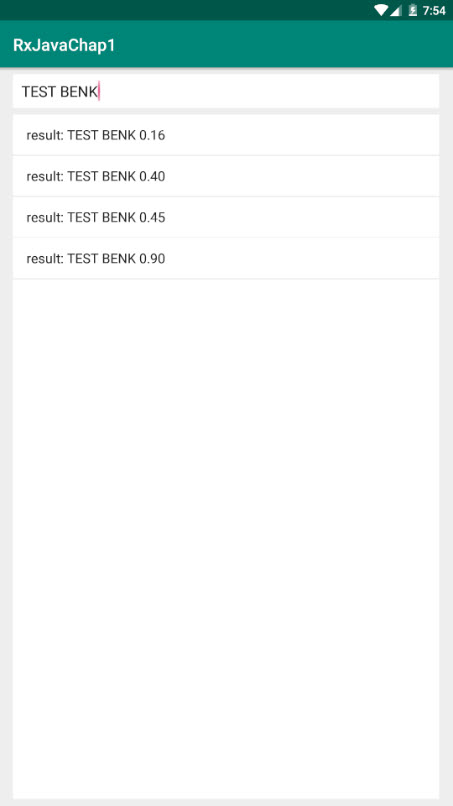 7:54
RxJavaChap1
TEST BENK
result: TEST BENK 0.16
result: TEST BENK 0.40
result: TEST BENK 0.45
result: TEST BENK 0.90